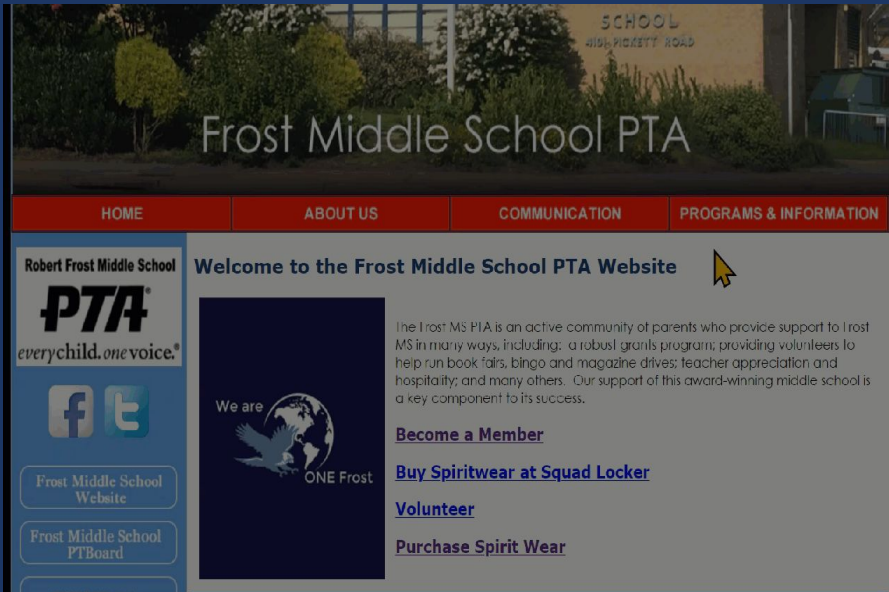 SCHOOL
4101 PICKETT ROAD
Frost Middle School PTA
HOME
ABOUT US
COMMUNICATION
PROGRAMS & INFORMATION
Robert Frost Middle School
PTA®
everychild.onevoice.®
Frost Middle School
Website
Frost Middle School
PTBoard
Welcome to the Frost Middle School PTA Website
We are
ONE Frost
The Frost MS PTA is an active community of parents who provide support to Frost
MS in many ways, including: a robust grants program; providing volunteers to
help run book fairs, bingo and magazine drives; teacher appreciation and
hospitality; and many others. Our support of this award-winning middle school is
a key component to its success.
Become a Member
Buy Spiritwear at Squad Locker
Volunteer
Purchase Spirit Wear